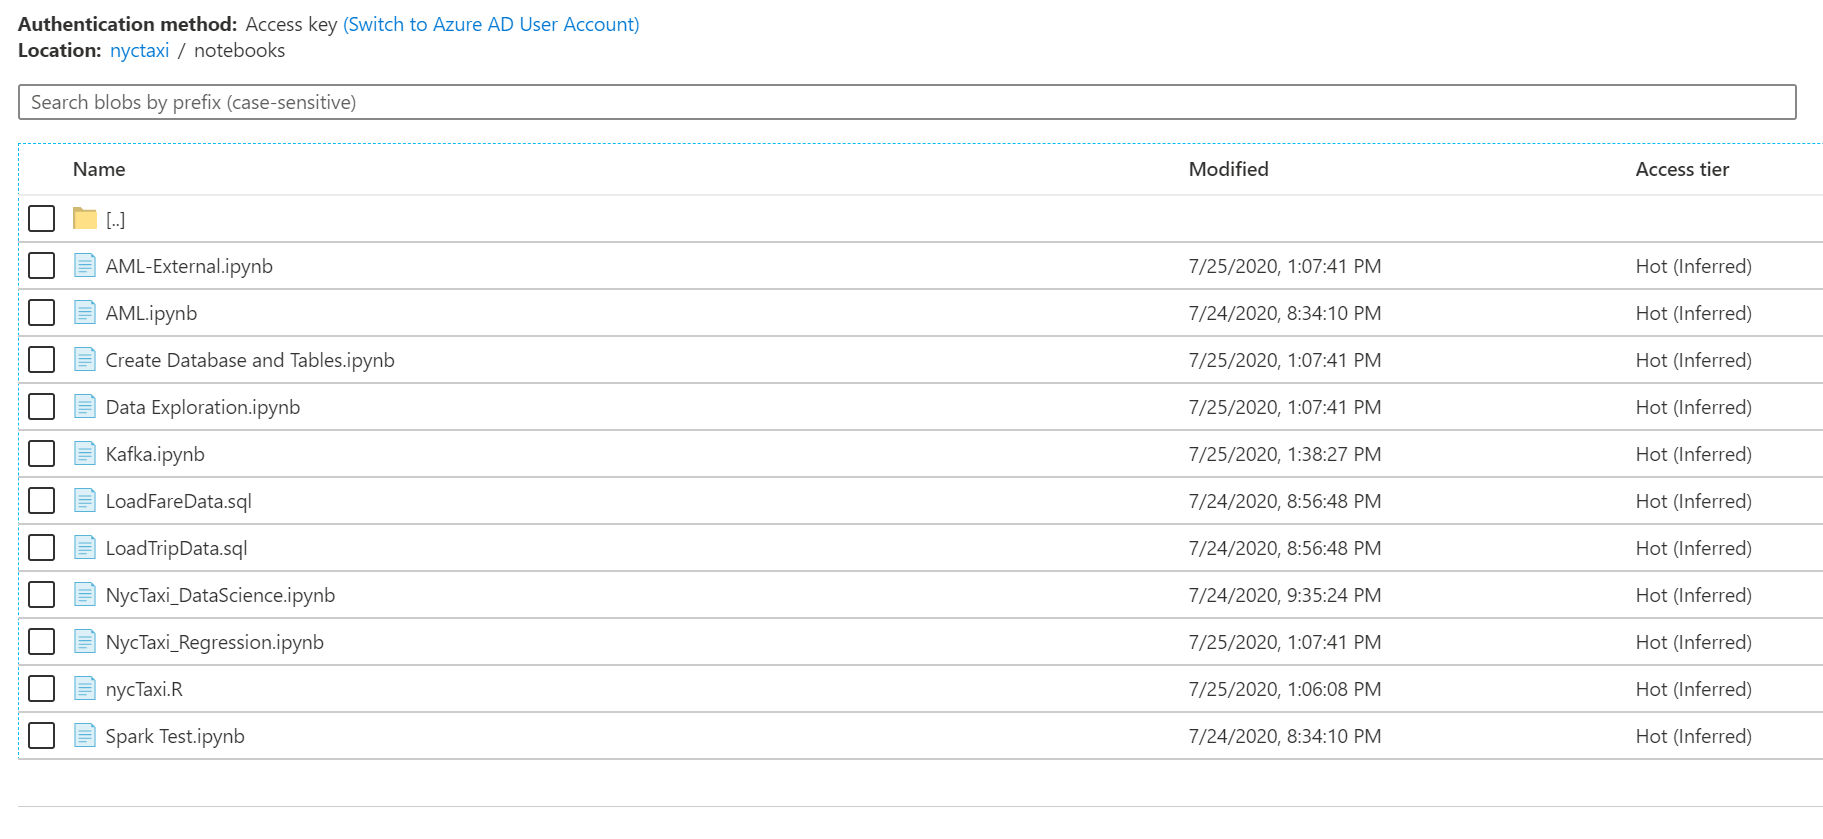 Authentication method: Access key (Switch to Azure AD User Account)
Location: nyctaxi / notebooks
Search blobs by prefix (case-sensitive)
Name Modified Access tier
[..]
AML-External.ipynb 7/25/2020, 1:07:41 PM Hot (Inferred)
AML.ipynb 7/24/2020, 8:34:10 PM Hot (Inferred)
Create Database and Tables.ipynb 7/25/2020, 1:07:41 PM Hot (Inferred)
Data Exploration.ipynb 7/25/2020, 1:07:41 PM Hot (Inferred)
Kafka.ipynb 7/25/2020, 1:38:27 PM Hot (Inferred)
LoadFareData.sql 7/24/2020, 8:56:48 PM Hot (Inferred)
LoadTripData.sql 7/24/2020, 8:56:48 PM Hot (Inferred)
NycTaxi_DataScience.ipynb 7/24/2020, 9:35:24 PM Hot (Inferred)
NycTaxi_Regression.ipynb 7/25/2020, 1:07:41 PM Hot (Inferred)
nycTaxi.R 7/25/2020, 1:06:08 PM Hot (Inferred)
Spark Test.ipynb 7/24/2020, 8:34:10 PM Hot (Inferred)